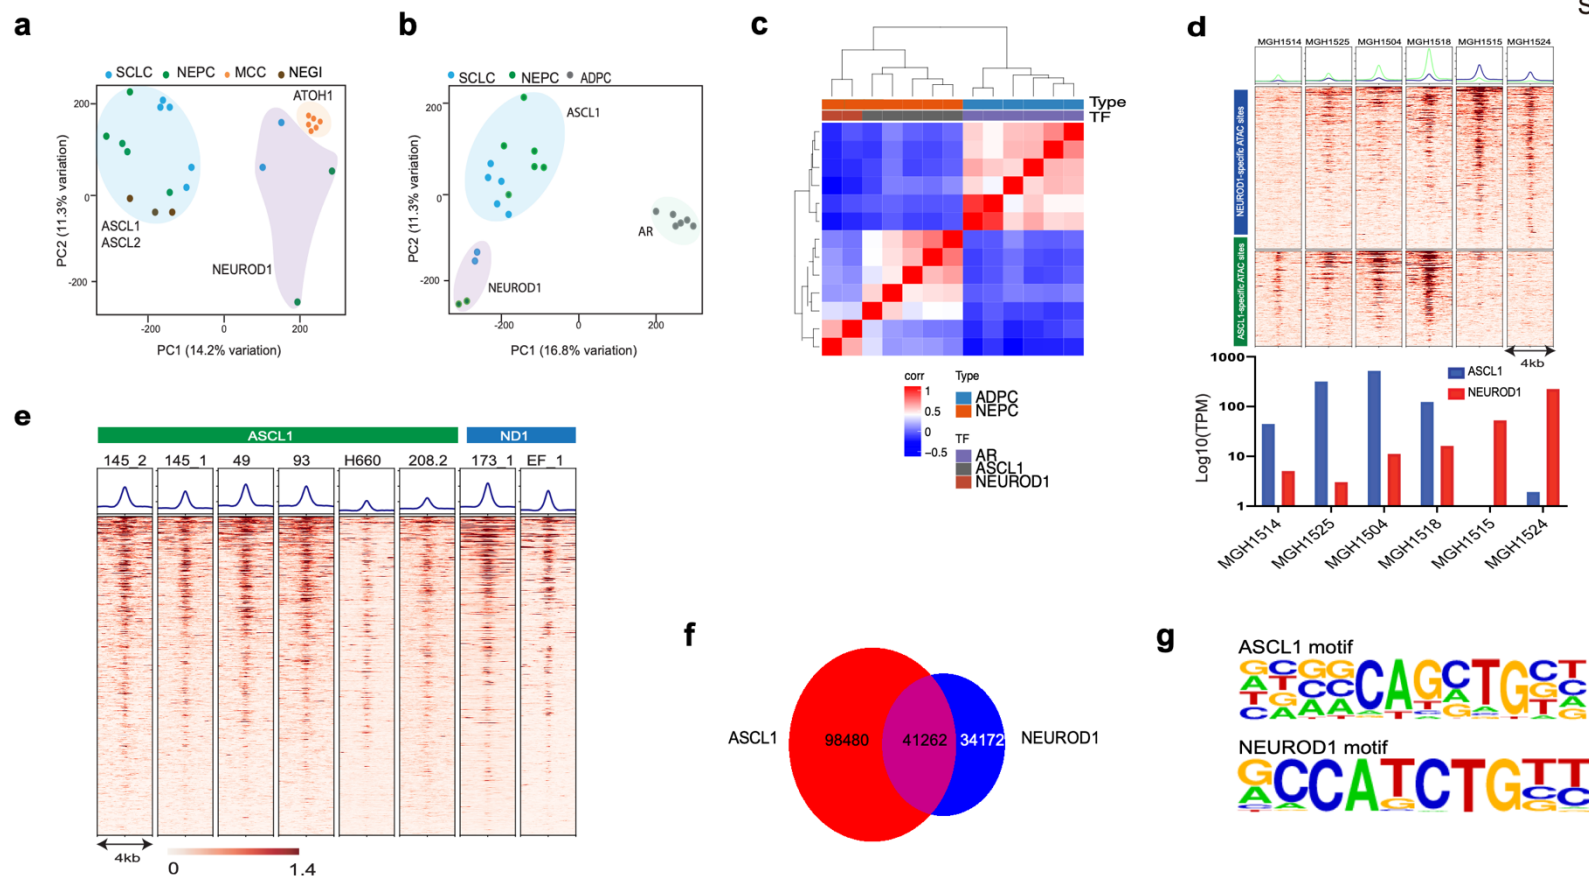 S
a
SCLC NEPC MCC NEGI
PC2 (11.3% variation)
200
0
-200
ATOH1
ASCL1
ASCL2
NEUROD1
-200 0 200
PC1 (14.2% variation)
b
SCLC NEPC ADPC
PC2 (11.3% variation)
200
0
-200
ASCL1
AR
NEUROD1
-200 0 200
PC1 (16.8% variation)
c
Type
TF
corr
1
0.5
0
-0.5
Type
ADPC
NEPC
TF
AR
ASCL1
NEUROD1
d
MGH1514 MGH1525 MGH1504 MGH1518 MGH1515 MGH1524
NEUROD1-specific ATAC sites
ASCL1-specific ATAC sites
4kb
Log10(TPM)
1000
100
10
1
ASCL1
NEUROD1
MGH1514 MGH1525 MGH1504 MGH1518 MGH1515 MGH1524
e
ASCL1 ND1
145_2 145_1 49 93 H660 208.2 173_1 EF_1
4kb
0 1.4
f
ASCL1 98480 41262 34172 NEUROD1
g
ASCL1 motif
GCGGCAGCTGCT
NEUROD1 motif
GCCATCTGTT